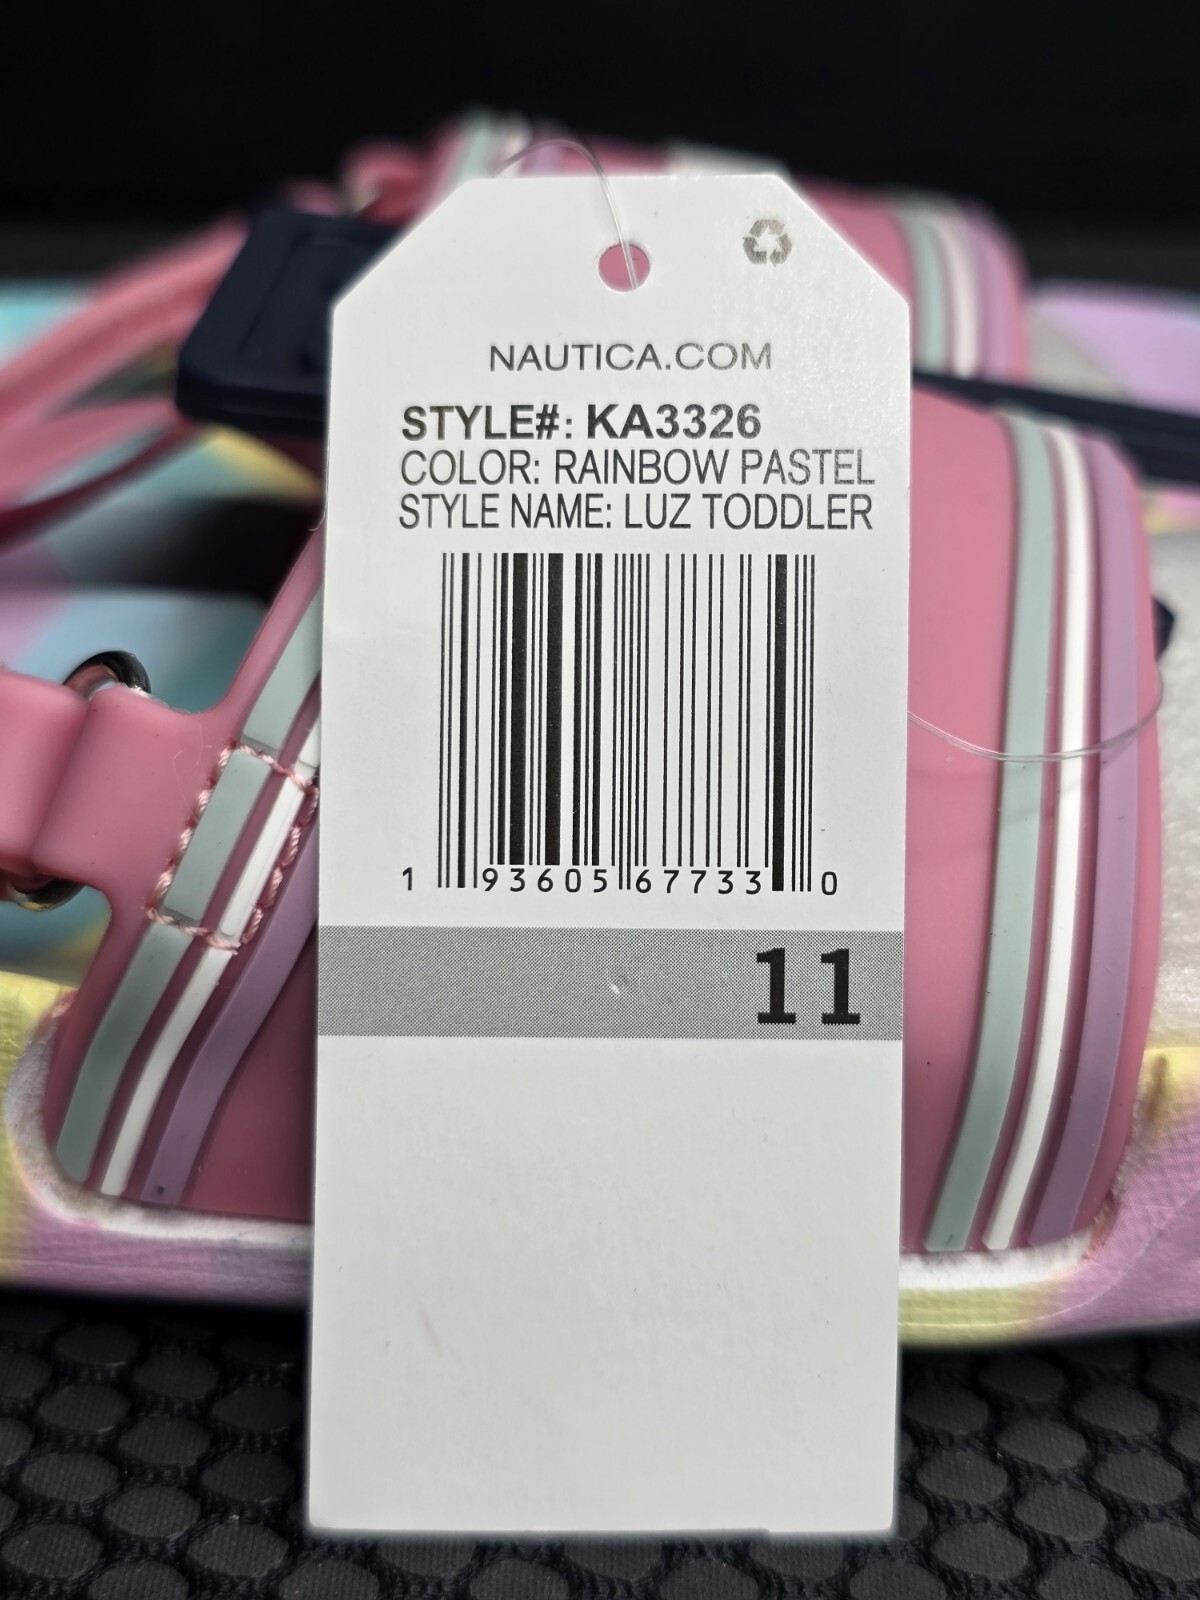 NAUTICA.COM
STYLE#: KA3326
COLOR: RAINBOW PASTEL
STYLE NAME: LUZ TODDLER
1 93605 67733 0
11